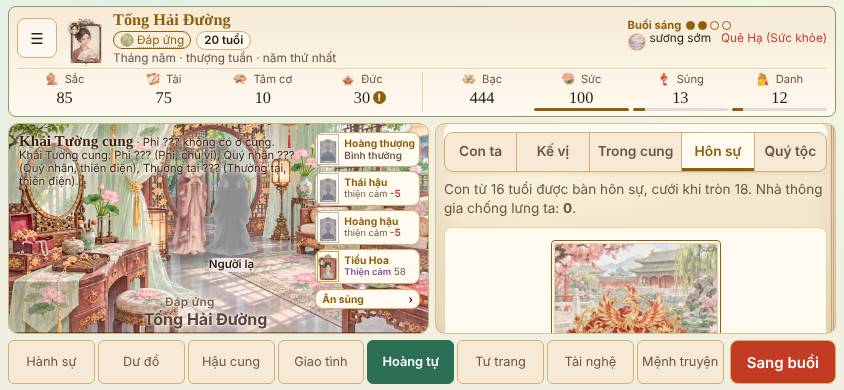 ☰
Tống Hải Đường
Đáp ứng
20 tuổi
Tháng năm · thượng tuần · năm thứ nhất
Buổi sáng
sương sớm
Quẻ Hạ (Sức khỏe)
Sắc
85
Tài
75
Tâm cơ
10
Đức
30 !
Bạc
444
Sức
100
Sủng
13
Danh
12
Khải Tường cung · Phi ??? không có ở cung.
Khải Tường cung: Phi ??? (Phi, chủ vị), Quý nhân ???
(Quý nhân, thiên điện), Thường tại ??? (Thường tại,
thiên điện).
Hoàng thượng
Bình thường
Thái hậu
thiện cảm -5
Hoàng hậu
thiện cảm -5
Tiểu Hoa
Thiện cảm 58
Ân sủng ›
Người lạ
Đáp ứng
Tống Hải Đường
Con ta
Kế vị
Trong cung
Hôn sự
Quý tộc
Con từ 16 tuổi được bàn hôn sự, cưới khi tròn 18. Nhà thông
gia chống lưng ta: 0.
Hành sự
Dư đồ
Hậu cung
Giao tình
Hoàng tự
Tư trang
Tài nghệ
Mệnh truyện
Sang buổi